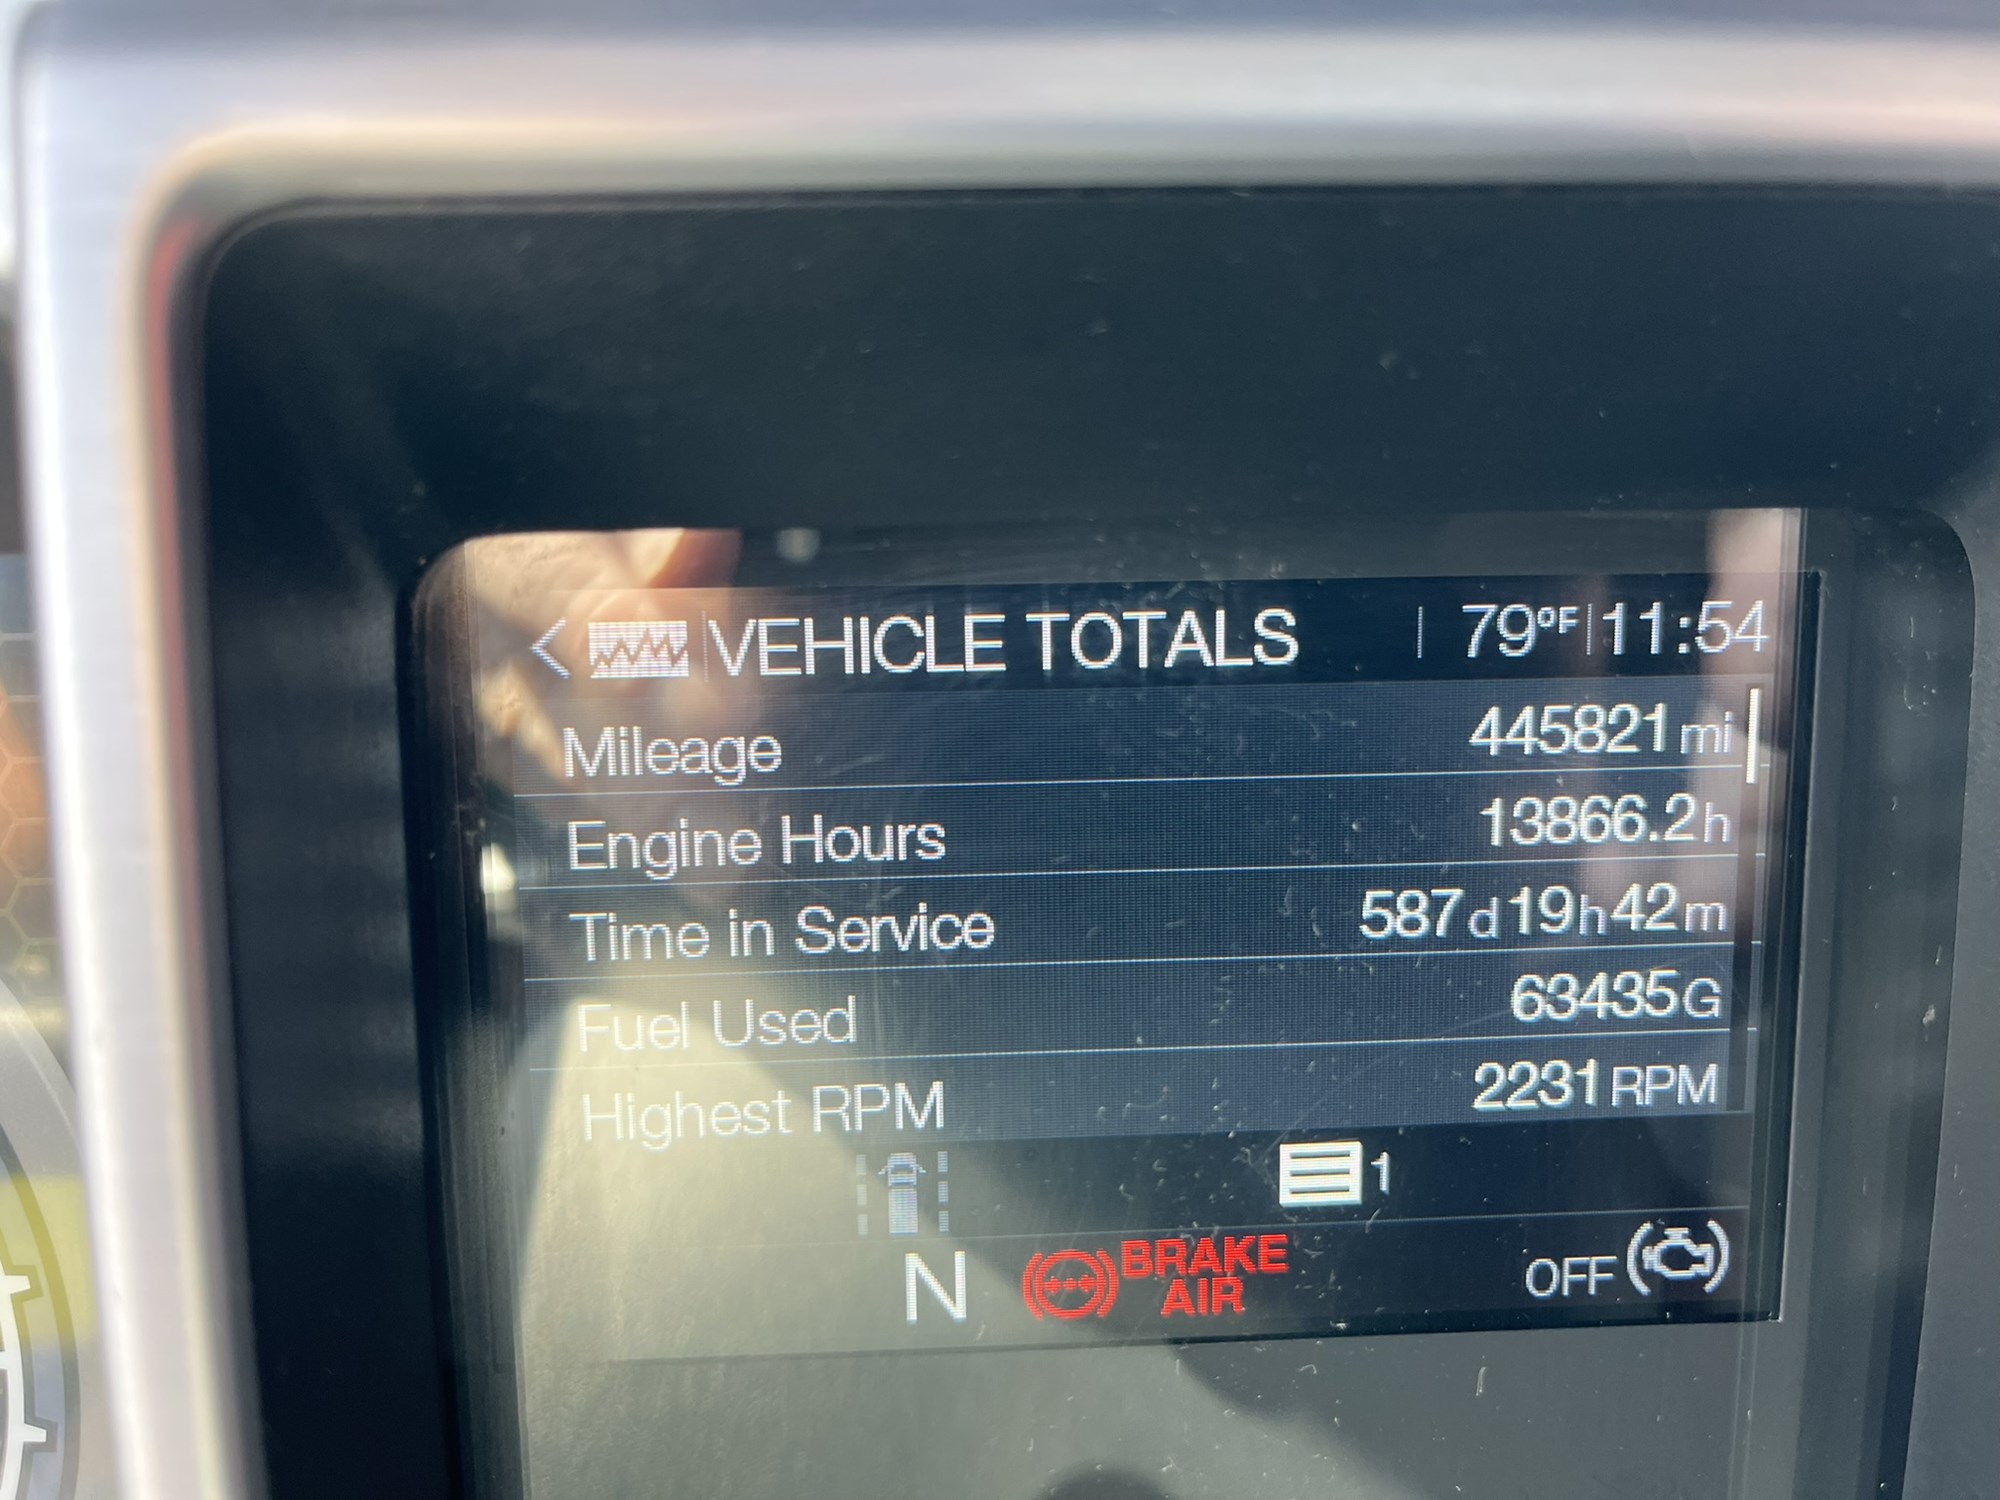 VEHICLE TOTALS 79ºF 11:54
Mileage 445821 mi
Engine Hours 13866.2 h
Time in Service 587 d 19 h 42 m
Fuel Used 63435 G
Highest RPM 2231 RPM
1
N BRAKE AIR OFF